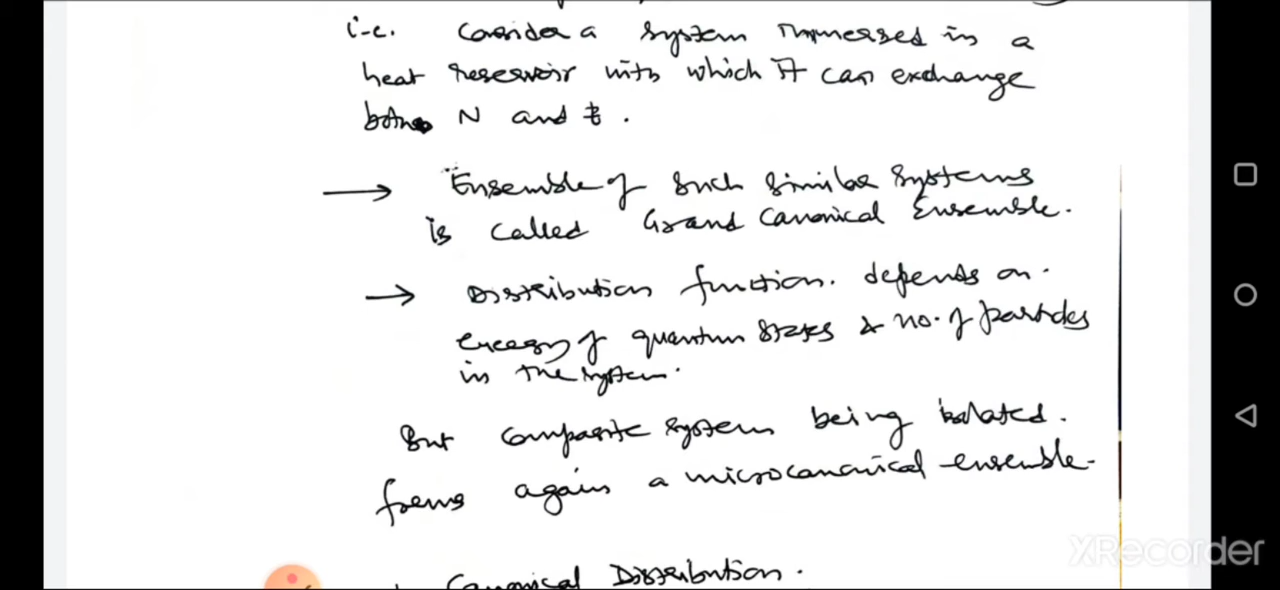 i.e. Consider a system immersed in a
heat reservoir with which it can exchange
both N and E.
→ Ensemble of such similar systems
is called Grand Canonical Ensemble.
→ Distribution function. depends on.
energy of quantum states & no. of particles
in the system.
But composite system being isolated.
forms again a microcanonical ensemble.
Canonical Distribution.
XRecorder